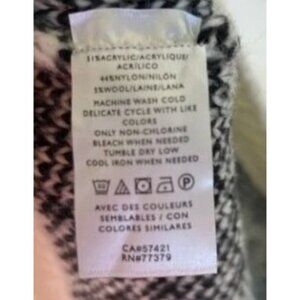 51%ACRYLIC/ACRYLIQUE/
ACRÍLICO
44%NYLON/NILÓN
5%WOOL/LAINE/LANA
MACHINE WASH COLD
DELICATE CYCLE WITH LIKE
COLORS
ONLY NON-CHLORINE
BLEACH WHEN NEEDED
TUMBLE DRY LOW
COOL IRON WHEN NEEDED
P
AVEC DES COULEURS
SEMBLABLES / CON
COLORES SIMILARES
CA#57421
RN#77379